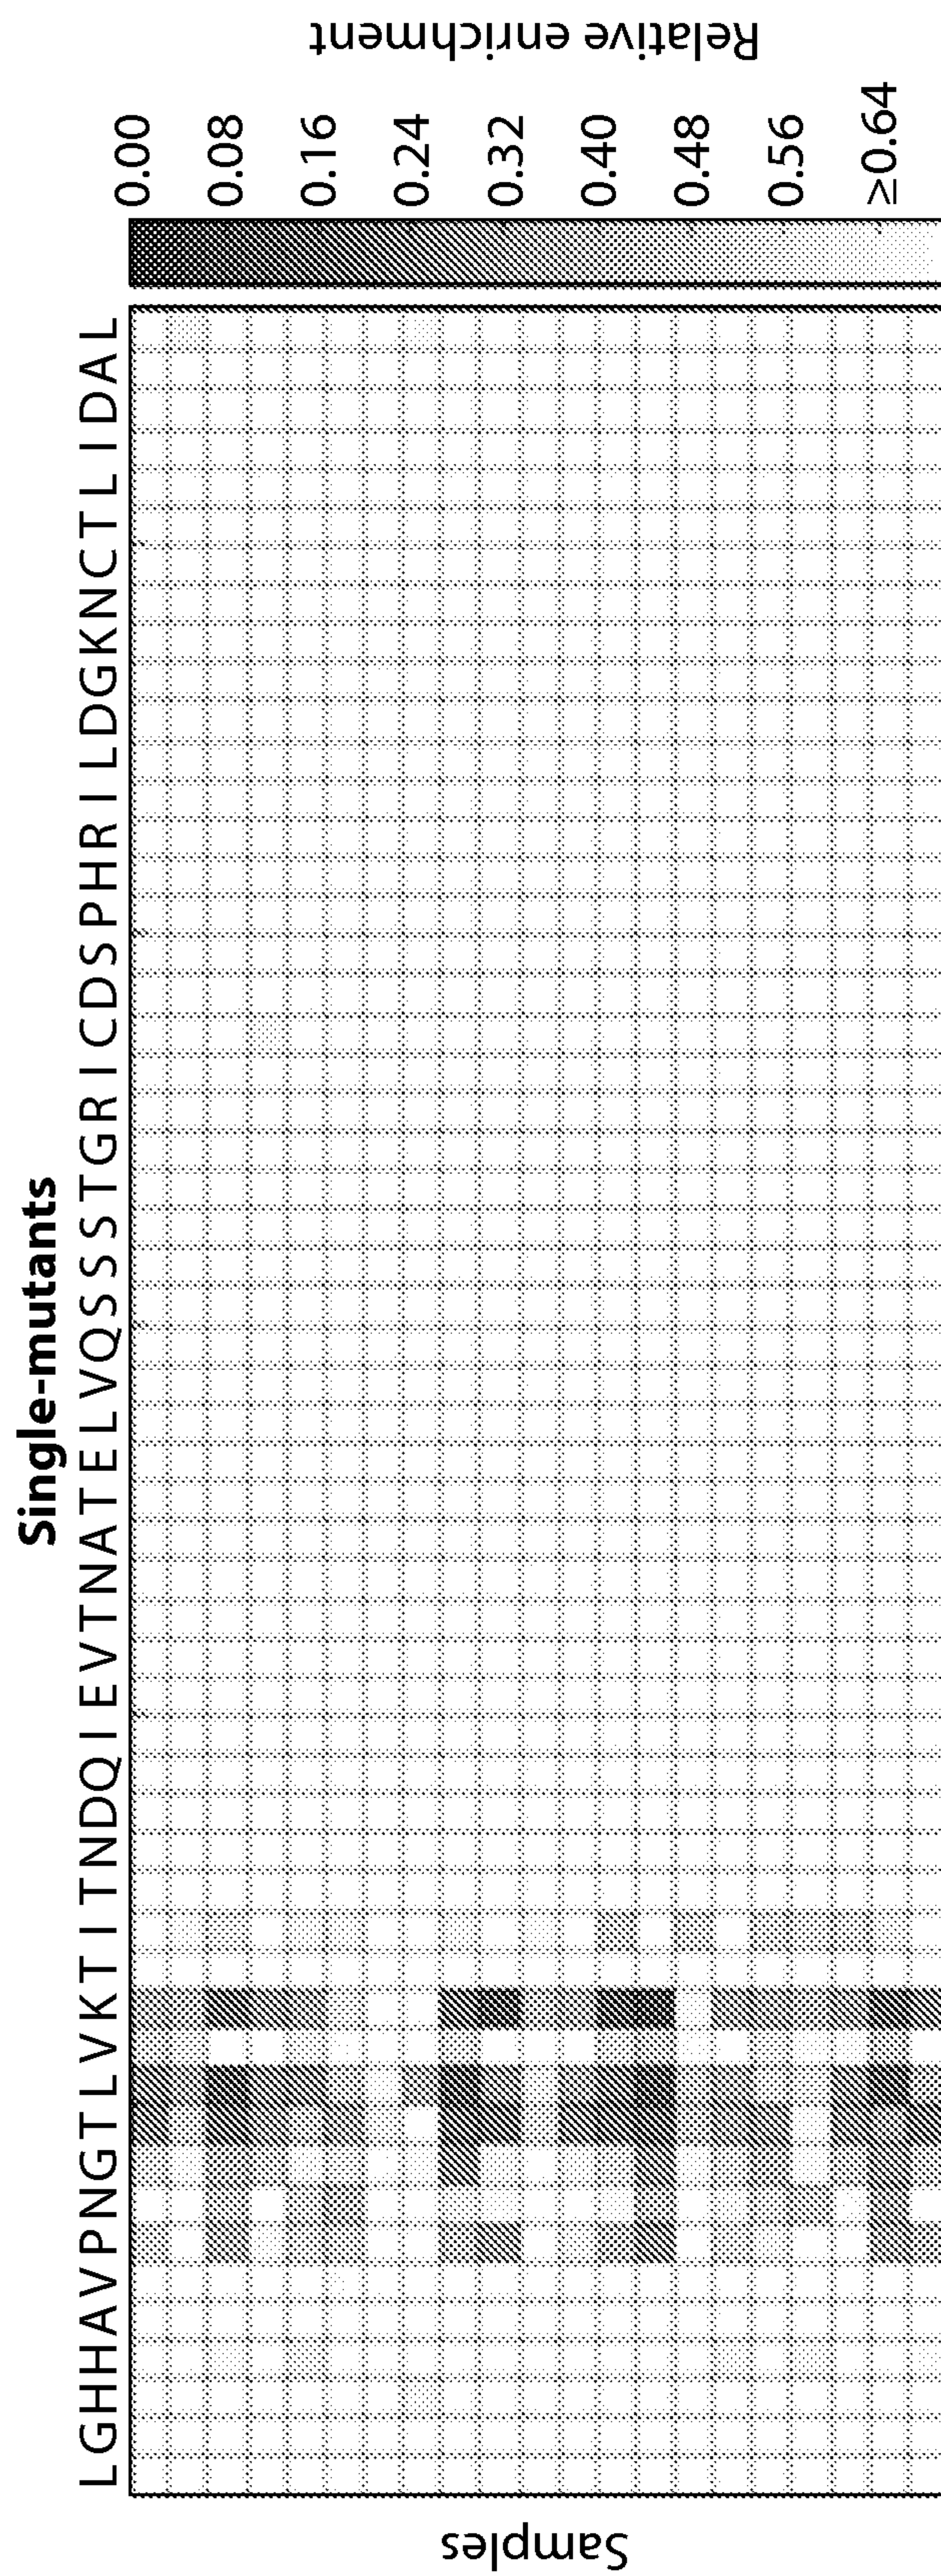 Single-mutants
L G H H A V P N G T L V K T I T N D Q I E V T N A T E L V Q S S S T G R I C D S P H R I L D G K N C T L I D A L
Samples
0.00
0.08
0.16
0.24
0.32
0.40
0.48
0.56
≥0.64
Relative enrichment